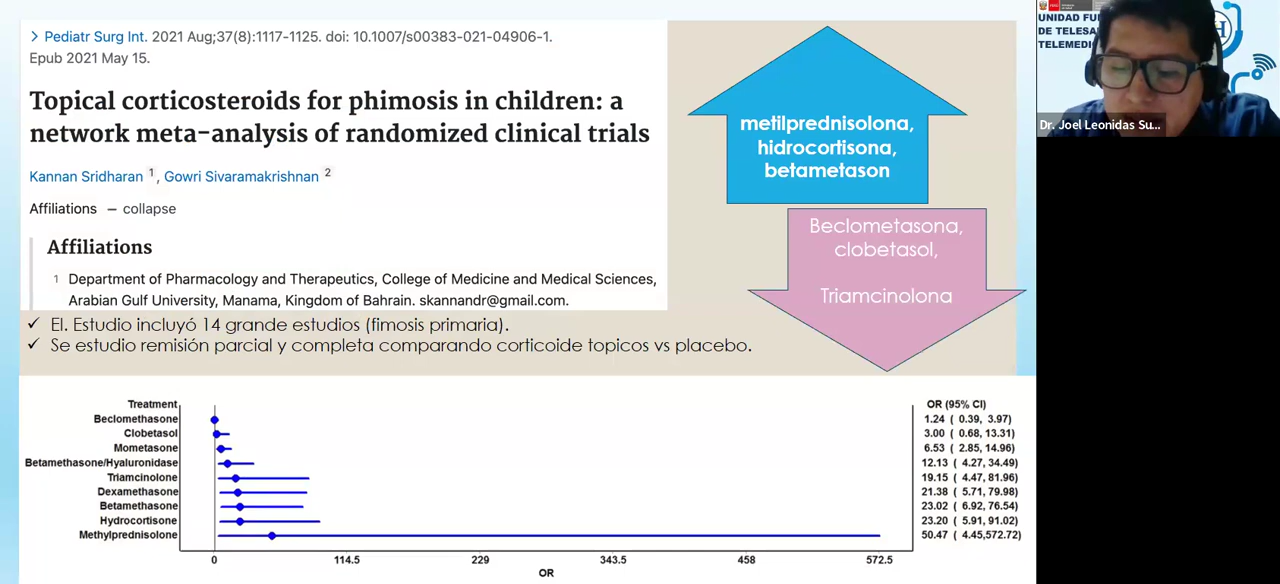 > Pediatr Surg Int. 2021 Aug;37(8):1117-1125. doi: 10.1007/s00383-021-04906-1.
Epub 2021 May 15.
Topical corticosteroids for phimosis in children: a
network meta-analysis of randomized clinical trials
Kannan Sridharan 1, Gowri Sivaramakrishnan 2
Affiliations — collapse
Affiliations
1 Department of Pharmacology and Therapeutics, College of Medicine and Medical Sciences,
Arabian Gulf University, Manama, Kingdom of Bahrain. skannandr@gmail.com.
✓ El. Estudio incluyó 14 grande estudios (fimosis primaria).
✓ Se estudio remisión parcial y completa comparando corticoide topicos vs placebo.
metilprednisolona,
hidrocortisona,
betametason
Beclometasona,
clobetasol,
Triamcinolona
UNIDAD FU
DE TELESA
TELEMEDI
H
Dr. Joel Leonidas Su...
Treatment OR (95% CI)
Beclomethasone 1.24 ( 0.39, 3.97)
Clobetasol 3.00 ( 0.68, 13.31)
Mometasone 6.53 ( 2.85, 14.96)
Betamethasone/Hyaluronidase 12.13 ( 4.27, 34.49)
Triamcinolone 19.15 ( 4.47, 81.96)
Dexamethasone 21.38 ( 5.71, 79.98)
Betamethasone 23.02 ( 6.92, 76.54)
Hydrocortisone 23.20 ( 5.91, 91.02)
Methylprednisolone 50.47 ( 4.45,572.72)
0 114.5 229 343.5 458 572.5
OR